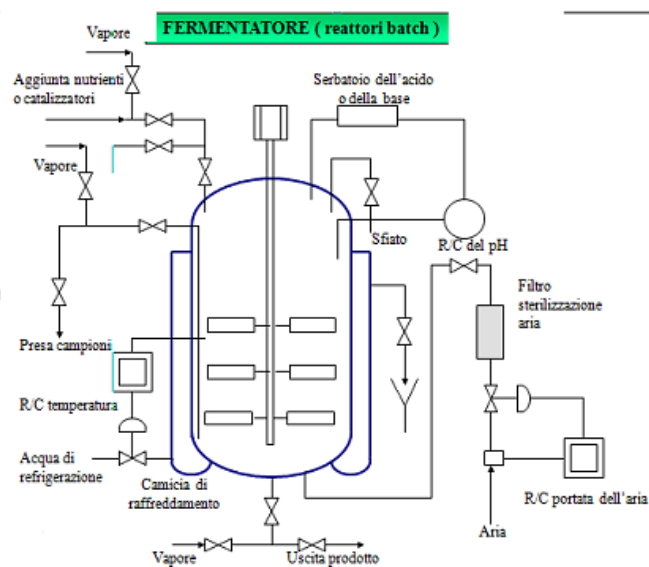 FERMENTATORE ( reattori batch )
Vapore
Aggiunta nutrienti
o catalizzatori
Serbatoio dell'acido
o della base
Vapore
Sfiato
R/C del pH
Filtro
sterilizzazione
aria
Presa campioni
R/C temperatura
Acqua di
refrigerazione
Camicia di
raffreddamento
R/C portata dell'aria
Aria
Vapore
Uscita prodotto